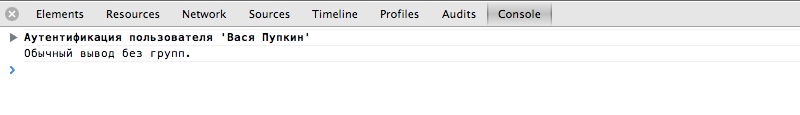 Elements Resources Network Sources Timeline Profiles Audits Console
Аутентификация пользователя 'Вася Пупкин'
Обычный вывод без групп.